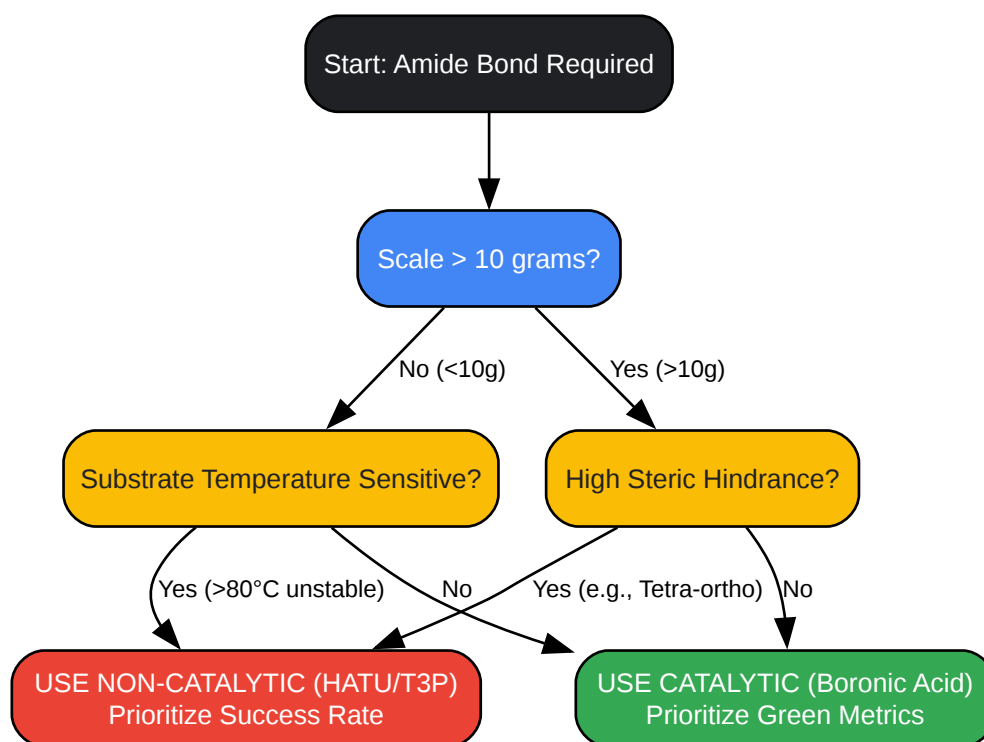 Start: Amide Bond Required
Scale > 10 grams?
No (<10g)
Yes (>10g)
Substrate Temperature Sensitive?
High Steric Hindrance?
Yes (>80°C unstable)
No
Yes (e.g., Tetra-ortho)
No
USE NON-CATALYTIC (HATU/T3P)
Prioritize Success Rate
USE CATALYTIC (Boronic Acid)
Prioritize Green Metrics